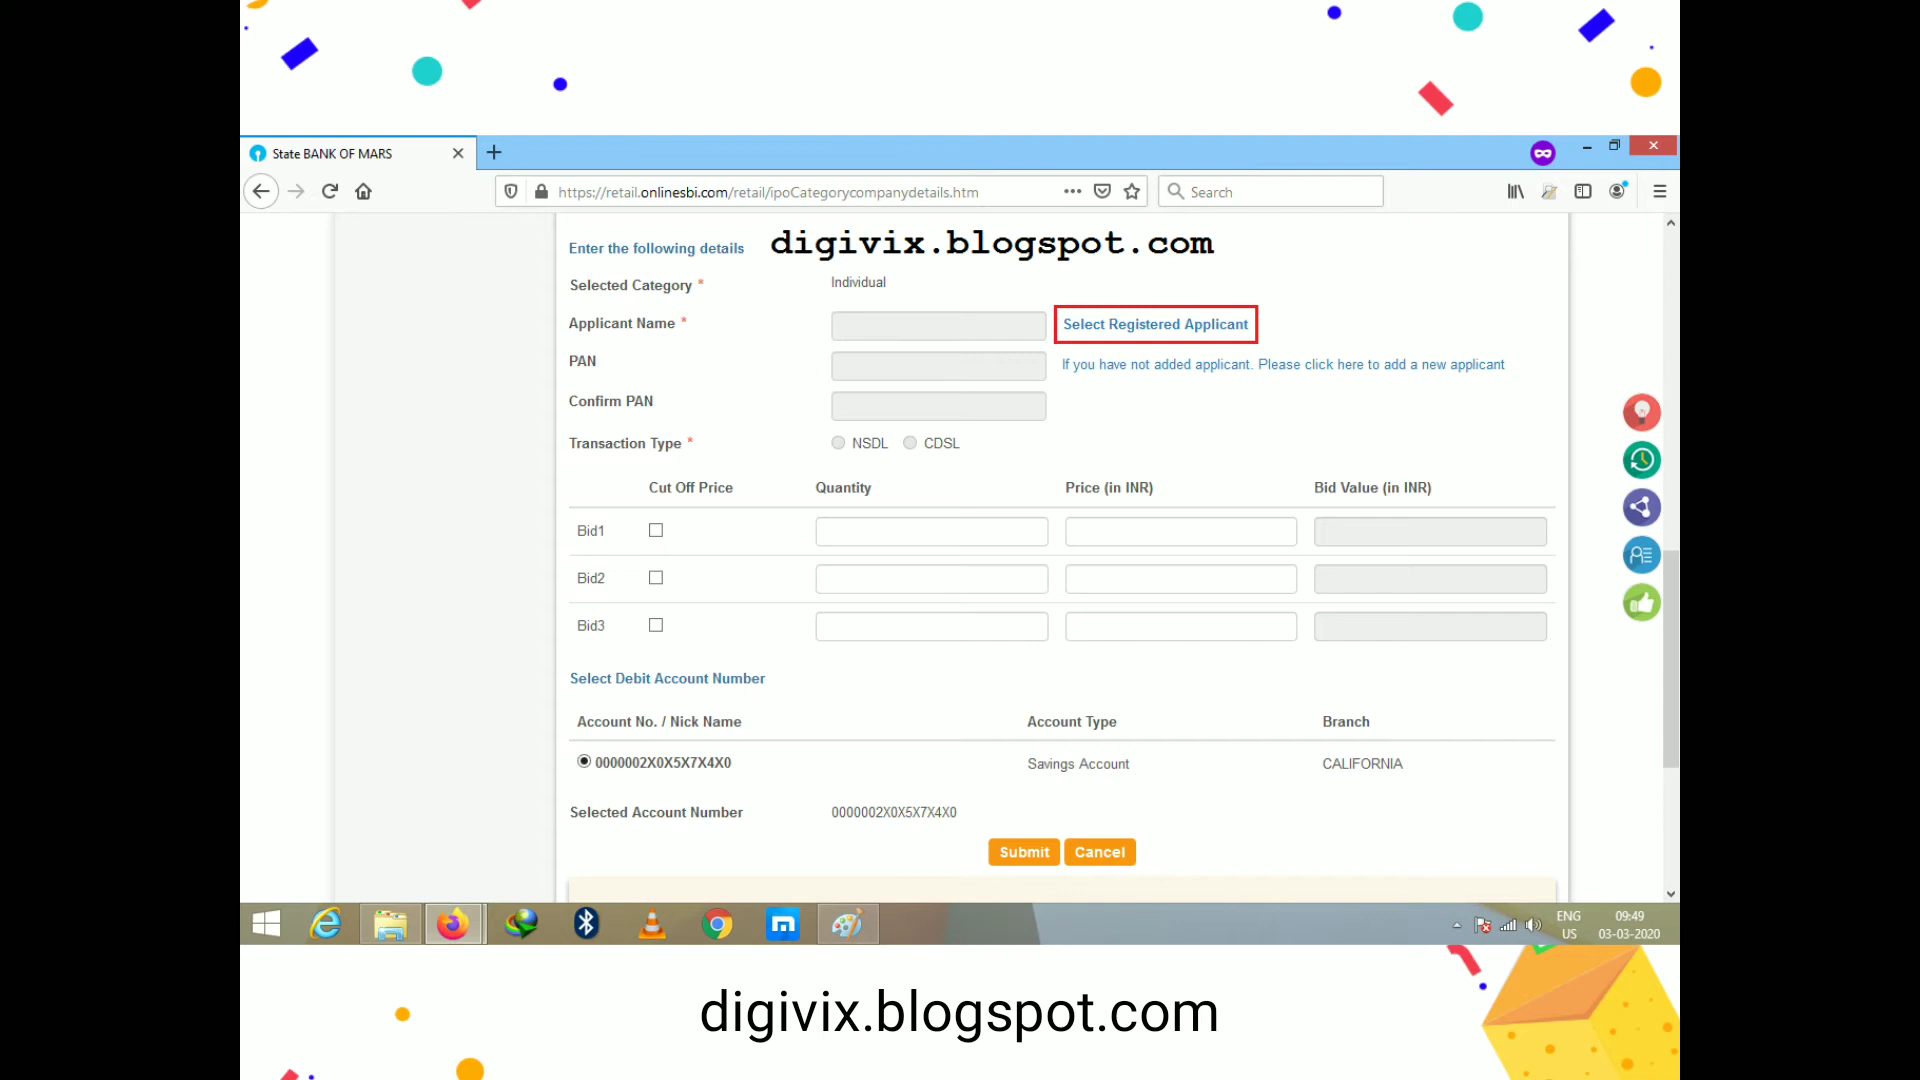 State BANK OF MARS
https://retail.onlinesbi.com/retail/ipoCategorycompanydetails.htm
Search
Enter the following details
digivix.blogspot.com
Selected Category *
Individual
Applicant Name *
Select Registered Applicant
PAN
If you have not added applicant. Please click here to add a new applicant
Confirm PAN
Transaction Type *
NSDL
CDSL
Cut Off Price
Quantity
Price (in INR)
Bid Value (in INR)
Bid1
Bid2
Bid3
Select Debit Account Number
Account No. / Nick Name
Account Type
Branch
0000002X0X5X7X4X0
Savings Account
CALIFORNIA
Selected Account Number
0000002X0X5X7X4X0
Submit
Cancel
ENG
US
09:49
03-03-2020
digivix.blogspot.com